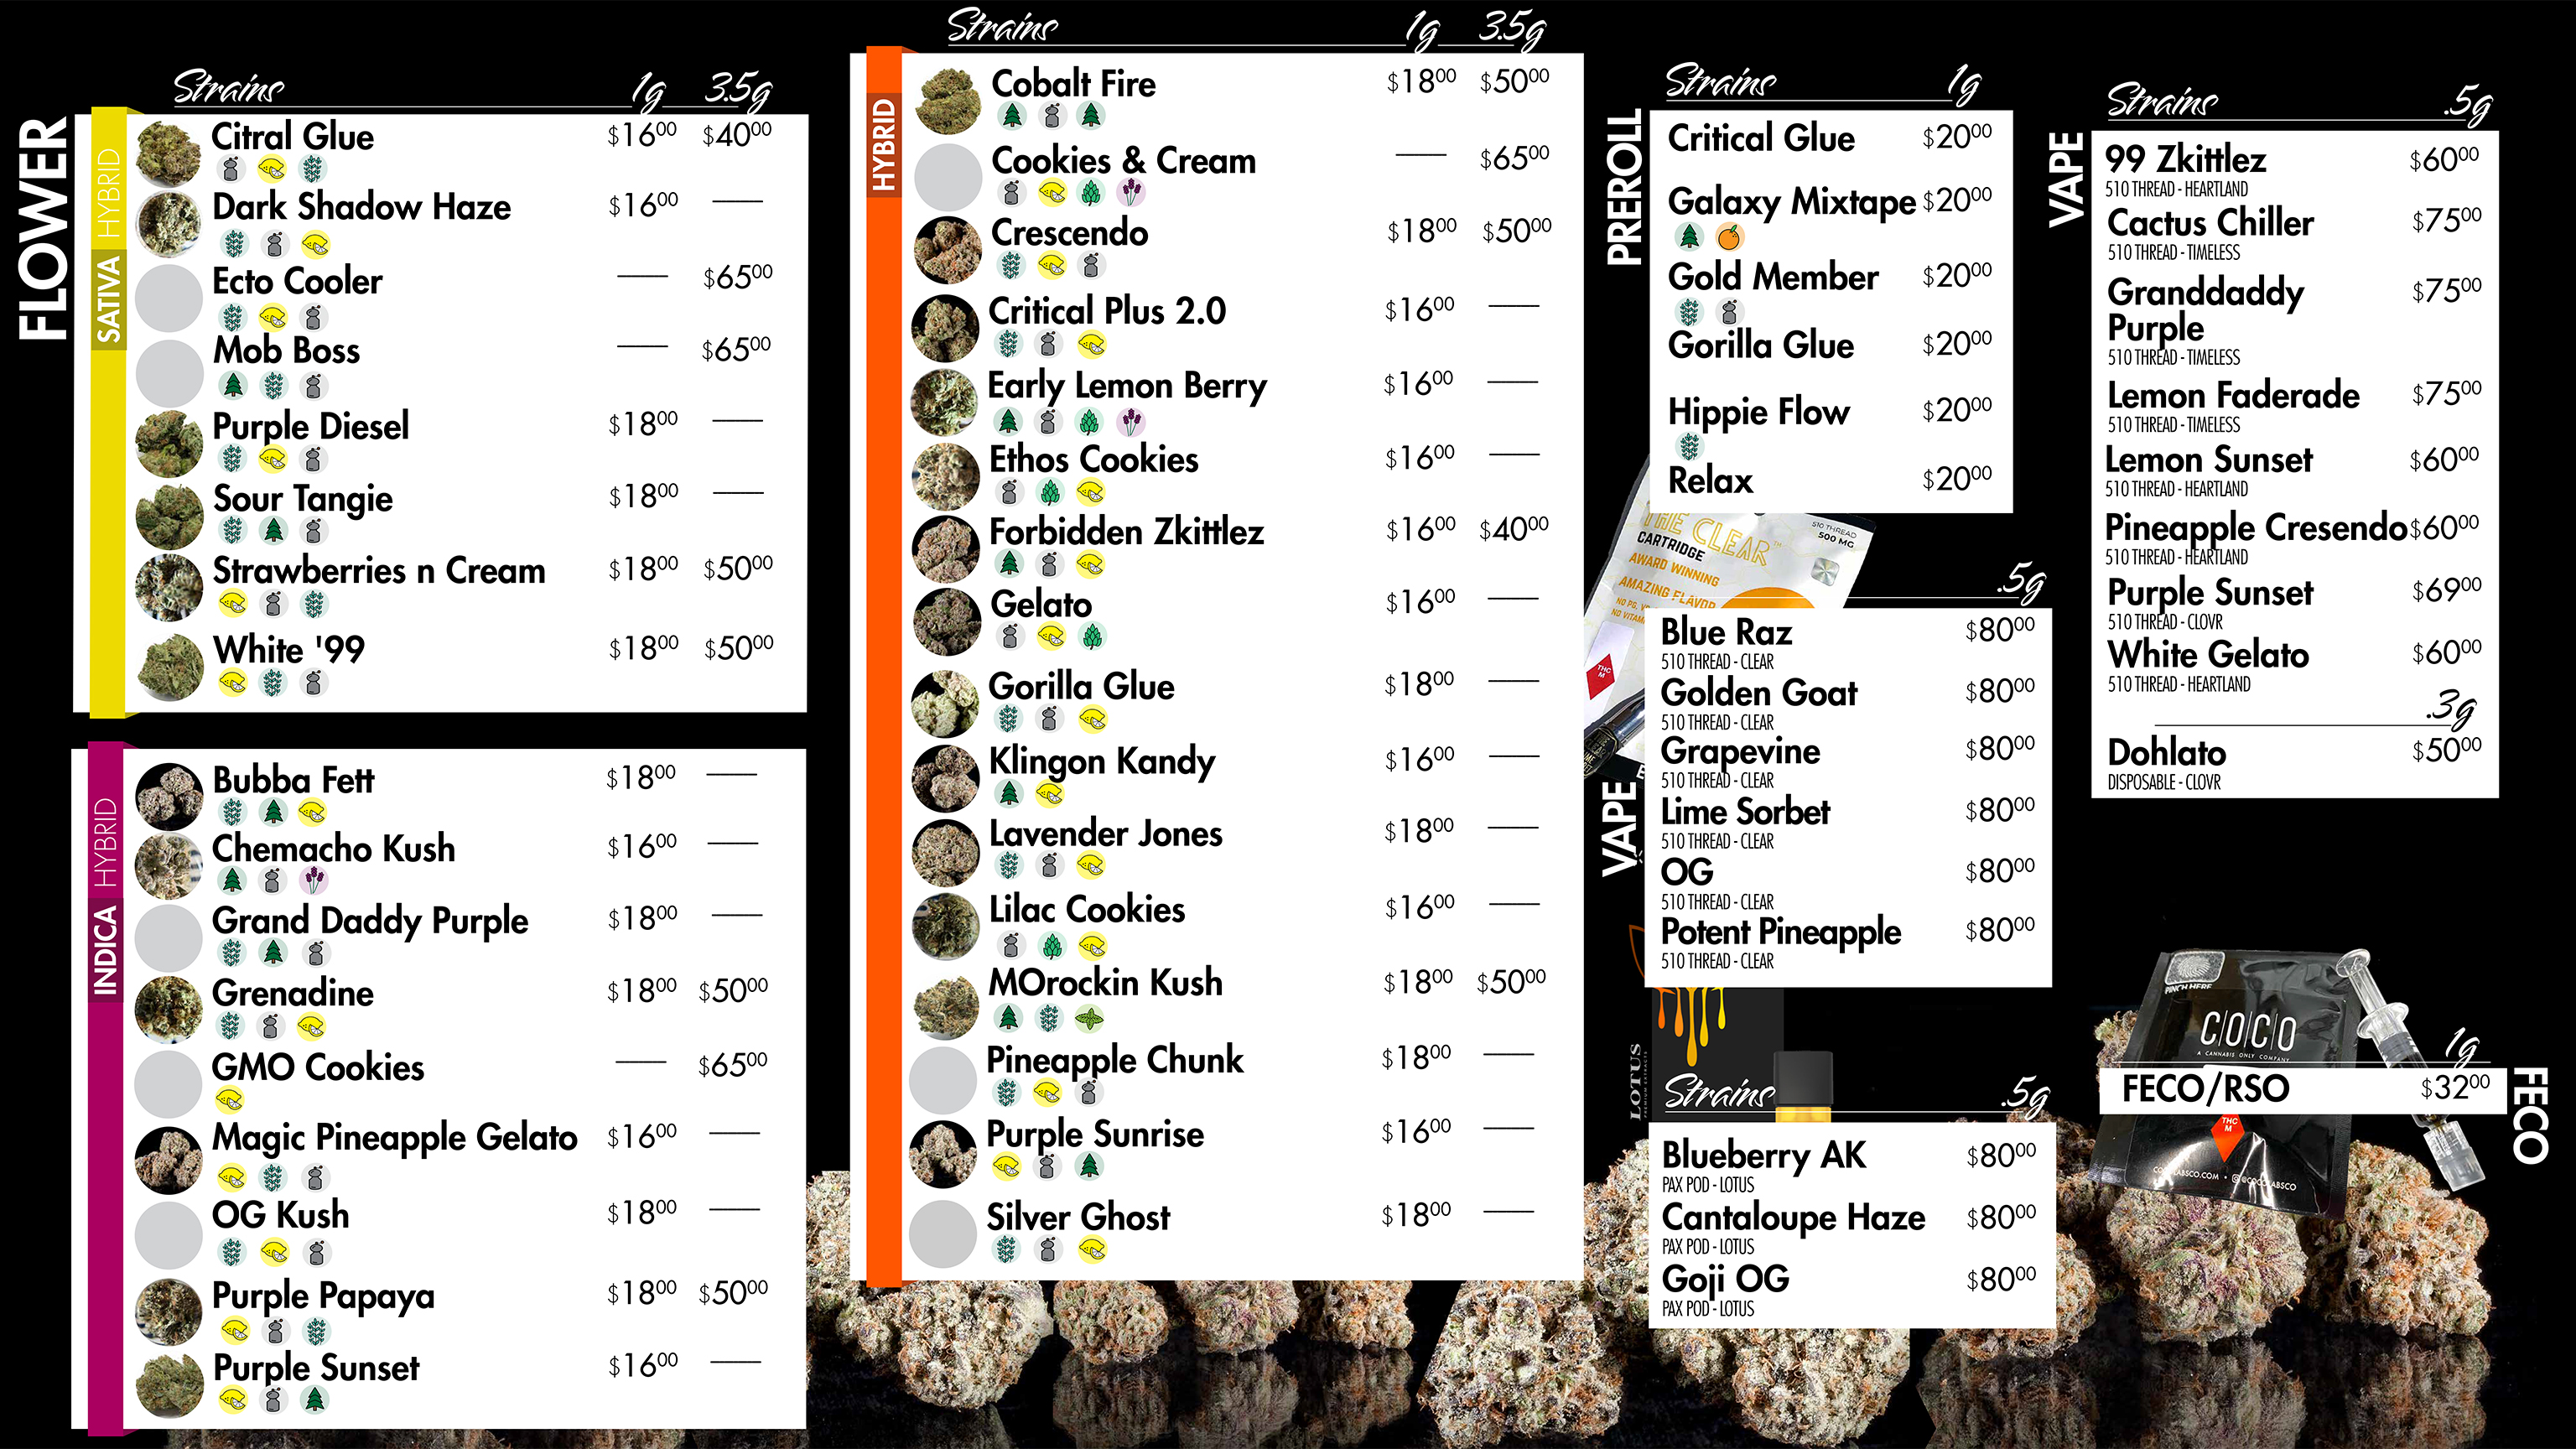 FLOWER
Strains 1g 3.5g
SATIVA HYBRID
Citral Glue $16.00 $40.00
Dark Shadow Haze $16.00 —
Ecto Cooler — $65.00
Mob Boss — $65.00
Purple Diesel $18.00 —
Sour Tangie $18.00 —
Strawberries n Cream $18.00 $50.00
White '99 $18.00 $50.00
INDICA HYBRID
Bubba Fett $18.00 —
Chemacho Kush $16.00 —
Grand Daddy Purple $18.00 —
Grenadine $18.00 $50.00
GMO Cookies — $65.00
Magic Pineapple Gelato $16.00 —
OG Kush $18.00 —
Purple Papaya $18.00 $50.00
Purple Sunset $16.00 —
Strains 1g 3.5g
HYBRID
Cobalt Fire $18.00 $50.00
Cookies & Cream — $65.00
Crescendo $18.00 $50.00
Critical Plus 2.0 $16.00 —
Early Lemon Berry $16.00 —
Ethos Cookies $16.00 —
Forbidden Zkittlez $16.00 $40.00
Gelato $16.00 —
Gorilla Glue $18.00 —
Klingon Kandy $16.00 —
Lavender Jones $18.00 —
Lilac Cookies $16.00 —
MOrockin Kush $18.00 $50.00
Pineapple Chunk $18.00 —
Purple Sunrise $16.00 —
Silver Ghost $18.00 —
PREROLL
Strains 1g
Critical Glue $20.00
Galaxy Mixtape $20.00
Gold Member $20.00
Gorilla Glue $20.00
Hippie Flow $20.00
Relax $20.00
THE CLEAR
CARTRIDGE
AWARD WINNING
AMAZING FLAVOR
510 THREAD
500 MG
THC
M
VAPE
.5g
Blue Raz $80.00
510 THREAD - CLEAR
Golden Goat $80.00
510 THREAD - CLEAR
Grapevine $80.00
510 THREAD - CLEAR
Lime Sorbet $80.00
510 THREAD - CLEAR
OG $80.00
510 THREAD - CLEAR
Potent Pineapple $80.00
510 THREAD - CLEAR
LOTUS
Strains .5g
Blueberry AK $80.00
PAX POD - LOTUS
Cantaloupe Haze $80.00
PAX POD - LOTUS
Goji OG $80.00
PAX POD - LOTUS
VAPE
Strains .5g
99 Zkittlez $60.00
510 THREAD - HEARTLAND
Cactus Chiller $75.00
510 THREAD - TIMELESS
Granddaddy $75.00
Purple
510 THREAD - TIMELESS
Lemon Faderade $75.00
510 THREAD - TIMELESS
Lemon Sunset $60.00
510 THREAD - HEARTLAND
Pineapple Cresendo $60.00
510 THREAD - HEARTLAND
Purple Sunset $69.00
510 THREAD - CLOVR
White Gelato $60.00
510 THREAD - HEARTLAND
.3g
Dohlato $50.00
DISPOSABLE - CLOVR
PINCH HERE
COCO
A CANNABIS ONLY COMPANY
1g
FECO/RSO $32.00
FECO
THC
M